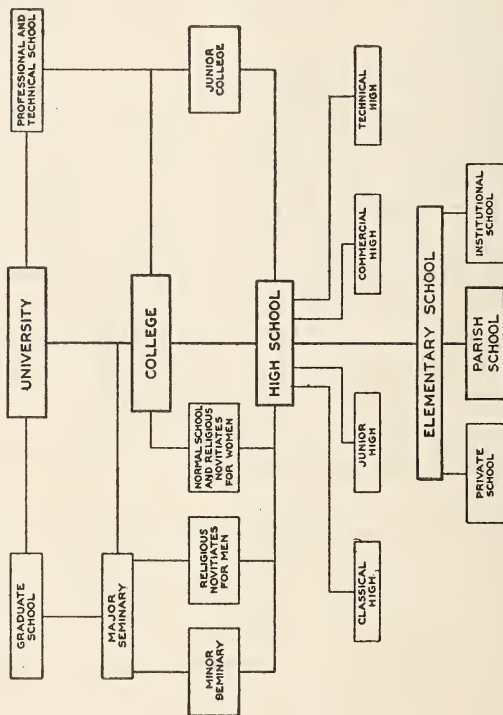 GRADUATE
SCHOOL
UNIVERSITY
PROFESSIONAL AND
TECHNICAL SCHOOL
MAJOR
SEMINARY
COLLEGE
MINOR
SEMINARY
RELIGIOUS
NOVITIATES
FOR MEN
NORMAL SCHOOL
AND RELIGIOUS
NOVITIATES
FOR WOMEN
JUNIOR
COLLEGE
HIGH SCHOOL
CLASSICAL
HIGH
JUNIOR
HIGH
COMMERCIAL
HIGH
TECHNICAL
HIGH
ELEMENTARY SCHOOL
PRIVATE
SCHOOL
PARISH
SCHOOL
INSTITUTIONAL
SCHOOL